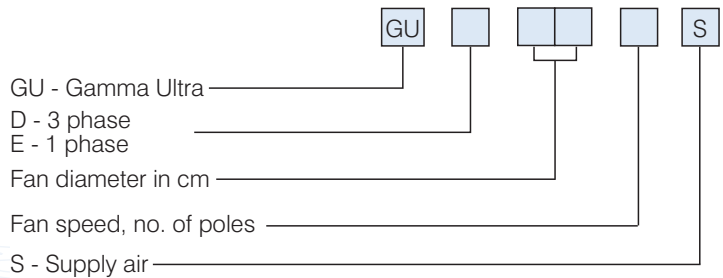 GU
S
GU - Gamma Ultra
D - 3 phase
E - 1 phase
Fan diameter in cm
Fan speed, no. of poles
S - Supply air